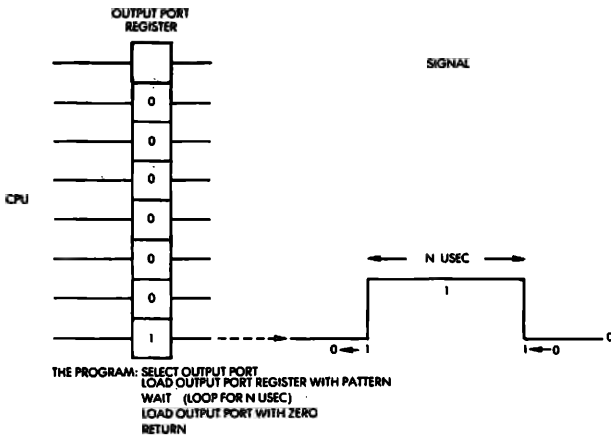 OUTPUT PORT
REGISTER
SIGNAL
0
0
0
0
CPU
0
0
1
N USEC
1
0 1
1 0
0
THE PROGRAM: SELECT OUTPUT PORT
LOAD OUTPUT PORT REGISTER WITH PATTERN
WAIT (LOOP FOR N USEC)
LOAD OUTPUT PORT WITH ZERO
RETURN